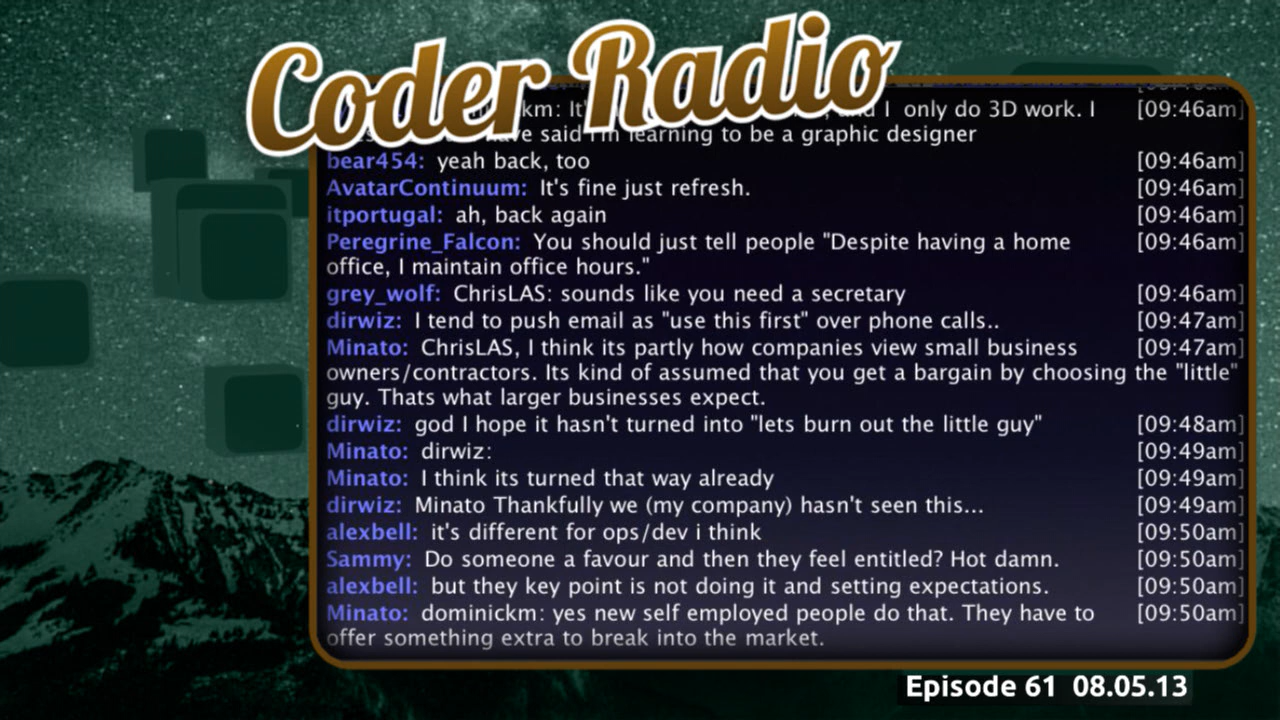 Coder Radio
km: It' I only do 3D work. I [09:46am]
ve said I'm learning to be a graphic designer
bear454: yeah back, too [09:46am]
AvatarContinuum: It's fine just refresh. [09:46am]
itportugal: ah, back again [09:46am]
Peregrine_Falcon: You should just tell people "Despite having a home [09:46am]
office, I maintain office hours."
grey_wolf: ChrisLAS: sounds like you need a secretary [09:46am]
dirwiz: I tend to push email as "use this first" over phone calls.. [09:47am]
Minato: ChrisLAS, I think its partly how companies view small business [09:47am]
owners/contractors. Its kind of assumed that you get a bargain by choosing the "little"
guy. Thats what larger businesses expect.
dirwiz: god I hope it hasn't turned into "lets burn out the little guy" [09:48am]
Minato: dirwiz: [09:49am]
Minato: I think its turned that way already [09:49am]
dirwiz: Minato Thankfully we (my company) hasn't seen this... [09:49am]
alexbell: it's different for ops/dev i think [09:50am]
Sammy: Do someone a favour and then they feel entitled? Hot damn. [09:50am]
alexbell: but they key point is not doing it and setting expectations. [09:50am]
Minato: dominickm: yes new self employed people do that. They have to [09:50am]
offer something extra to break into the market.
Episode 61 08.05.13